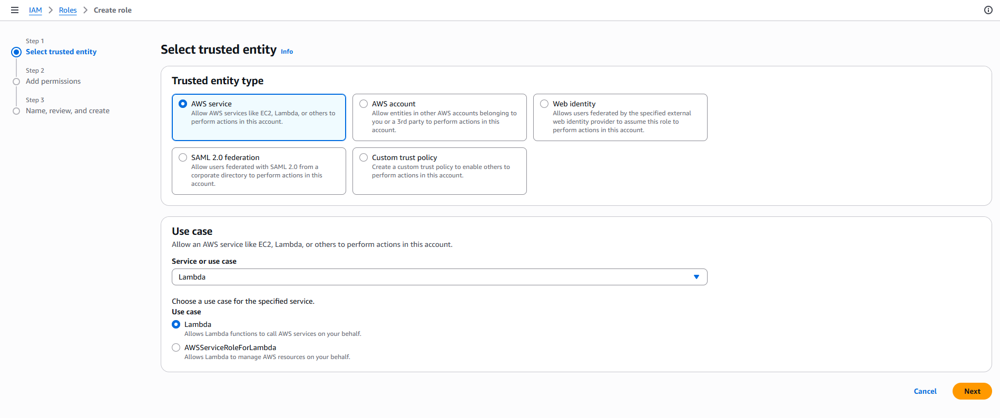 IAM > Roles > Create role
Step 1
Select trusted entity
Step 2
Add permissions
Step 3
Name, review, and create
Select trusted entity Info
Trusted entity type
AWS service
Allow AWS services like EC2, Lambda, or others to
perform actions in this account.
AWS account
Allow entities in other AWS accounts belonging to
you or a 3rd party to perform actions in this
account.
Web identity
Allows users federated by the specified external
web identity provider to assume this role to
perform actions in this account.
SAML 2.0 federation
Allow users federated with SAML 2.0 from a
corporate directory to perform actions in this
account.
Custom trust policy
Create a custom trust policy to enable others to
perform actions in this account.
Use case
Allow an AWS service like EC2, Lambda, or others to perform actions in this account.
Service or use case
Lambda
Choose a use case for the specified service.
Use case
Lambda
Allows Lambda functions to call AWS services on your behalf.
AWSServiceRoleForLambda
Allows Lambda to manage AWS resources on your behalf.
Cancel
Next